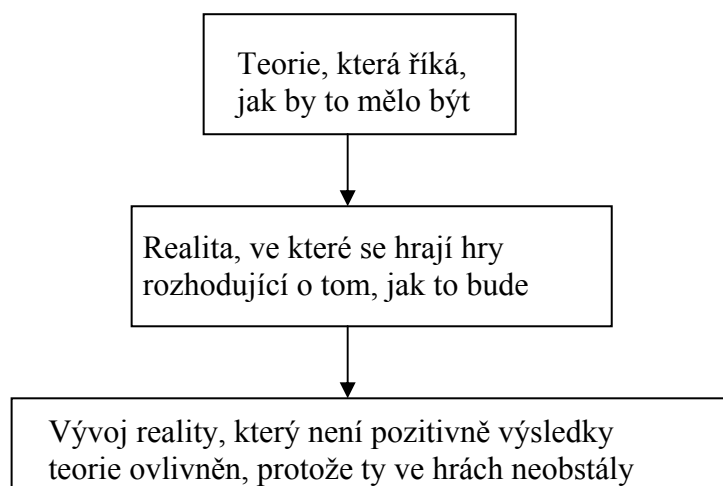 Teorie, která říká,
jak by to mělo být
Realita, ve které se hrají hry
rozhodující o tom, jak to bude
Vývoj reality, který není pozitivně výsledky
teorie ovlivněn, protože ty ve hrách neobstály